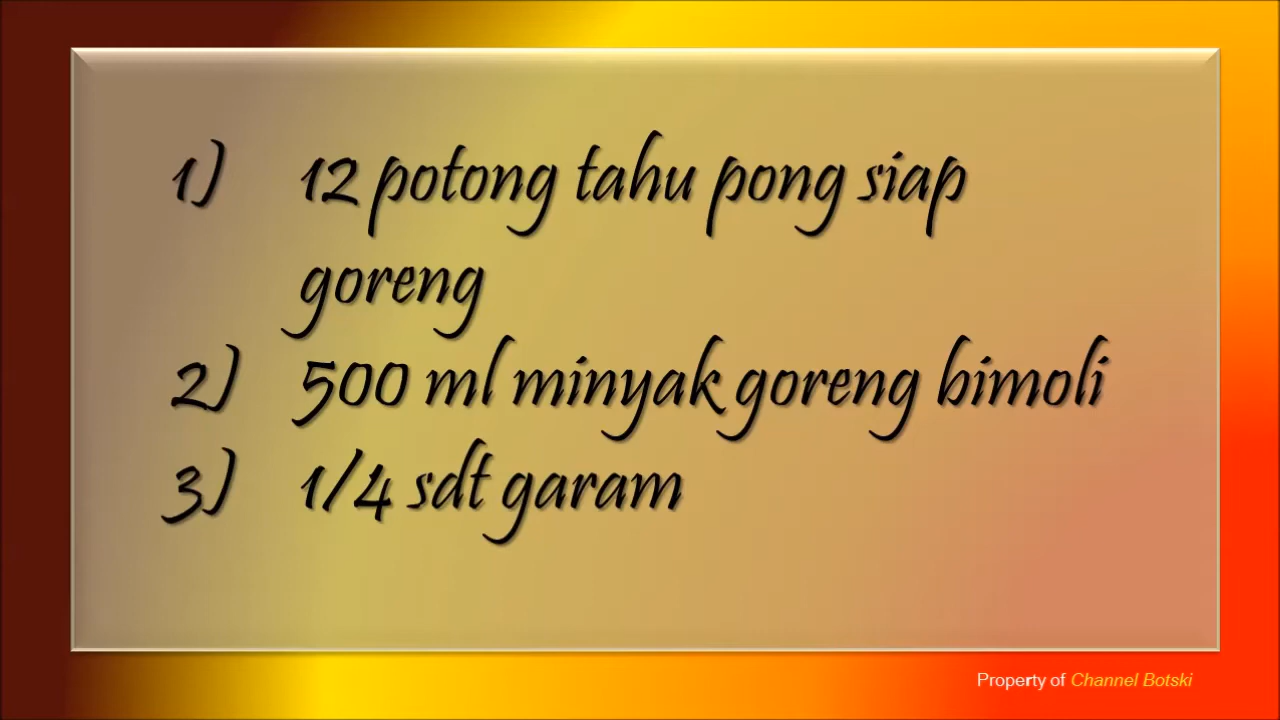 1) 12 potong tahu pong siap
goreng
2) 500 ml minyak goreng bimoli
3) 1/4 sdt garam
Property of Channel Botski